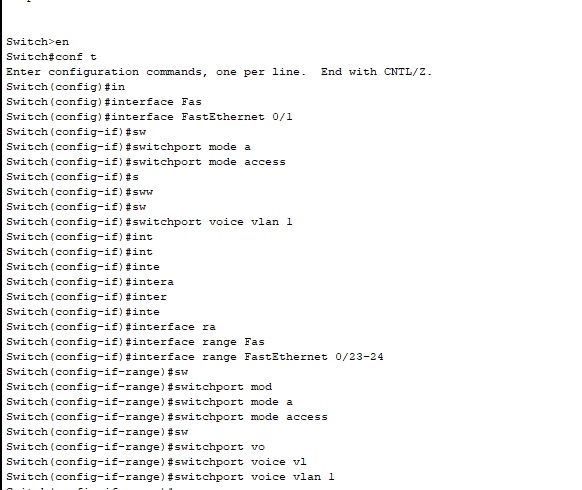 Switch>en
Switch#conf t
Enter configuration commands, one per line.  End with CNTL/Z.
Switch(config)#in
Switch(config)#interface Fas
Switch(config)#interface FastEthernet 0/1
Switch(config-if)#sw
Switch(config-if)#switchport mode a
Switch(config-if)#switchport mode access
Switch(config-if)#s
Switch(config-if)#sww
Switch(config-if)#sw
Switch(config-if)#switchport voice vlan 1
Switch(config-if)#int
Switch(config-if)#int
Switch(config-if)#inte
Switch(config-if)#intera
Switch(config-if)#inter
Switch(config-if)#inte
Switch(config-if)#interface ra
Switch(config-if)#interface range Fas
Switch(config-if)#interface range FastEthernet 0/23-24
Switch(config-if-range)#sw
Switch(config-if-range)#switchport mod
Switch(config-if-range)#switchport mode a
Switch(config-if-range)#switchport mode access
Switch(config-if-range)#sw
Switch(config-if-range)#switchport vo
Switch(config-if-range)#switchport voice vl
Switch(config-if-range)#switchport voice vlan 1